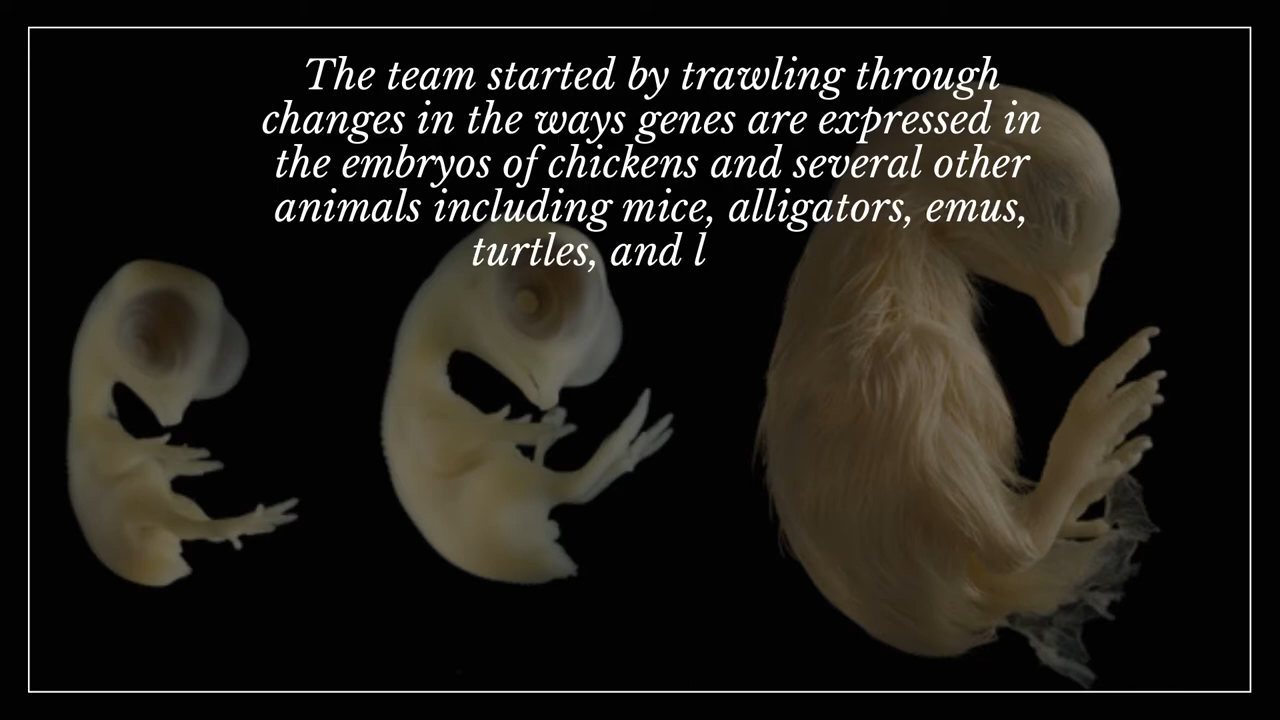 The team started by trawling through
changes in the ways genes are expressed in
the embryos of chickens and several other
animals including mice, alligators, emus,
turtles, and l